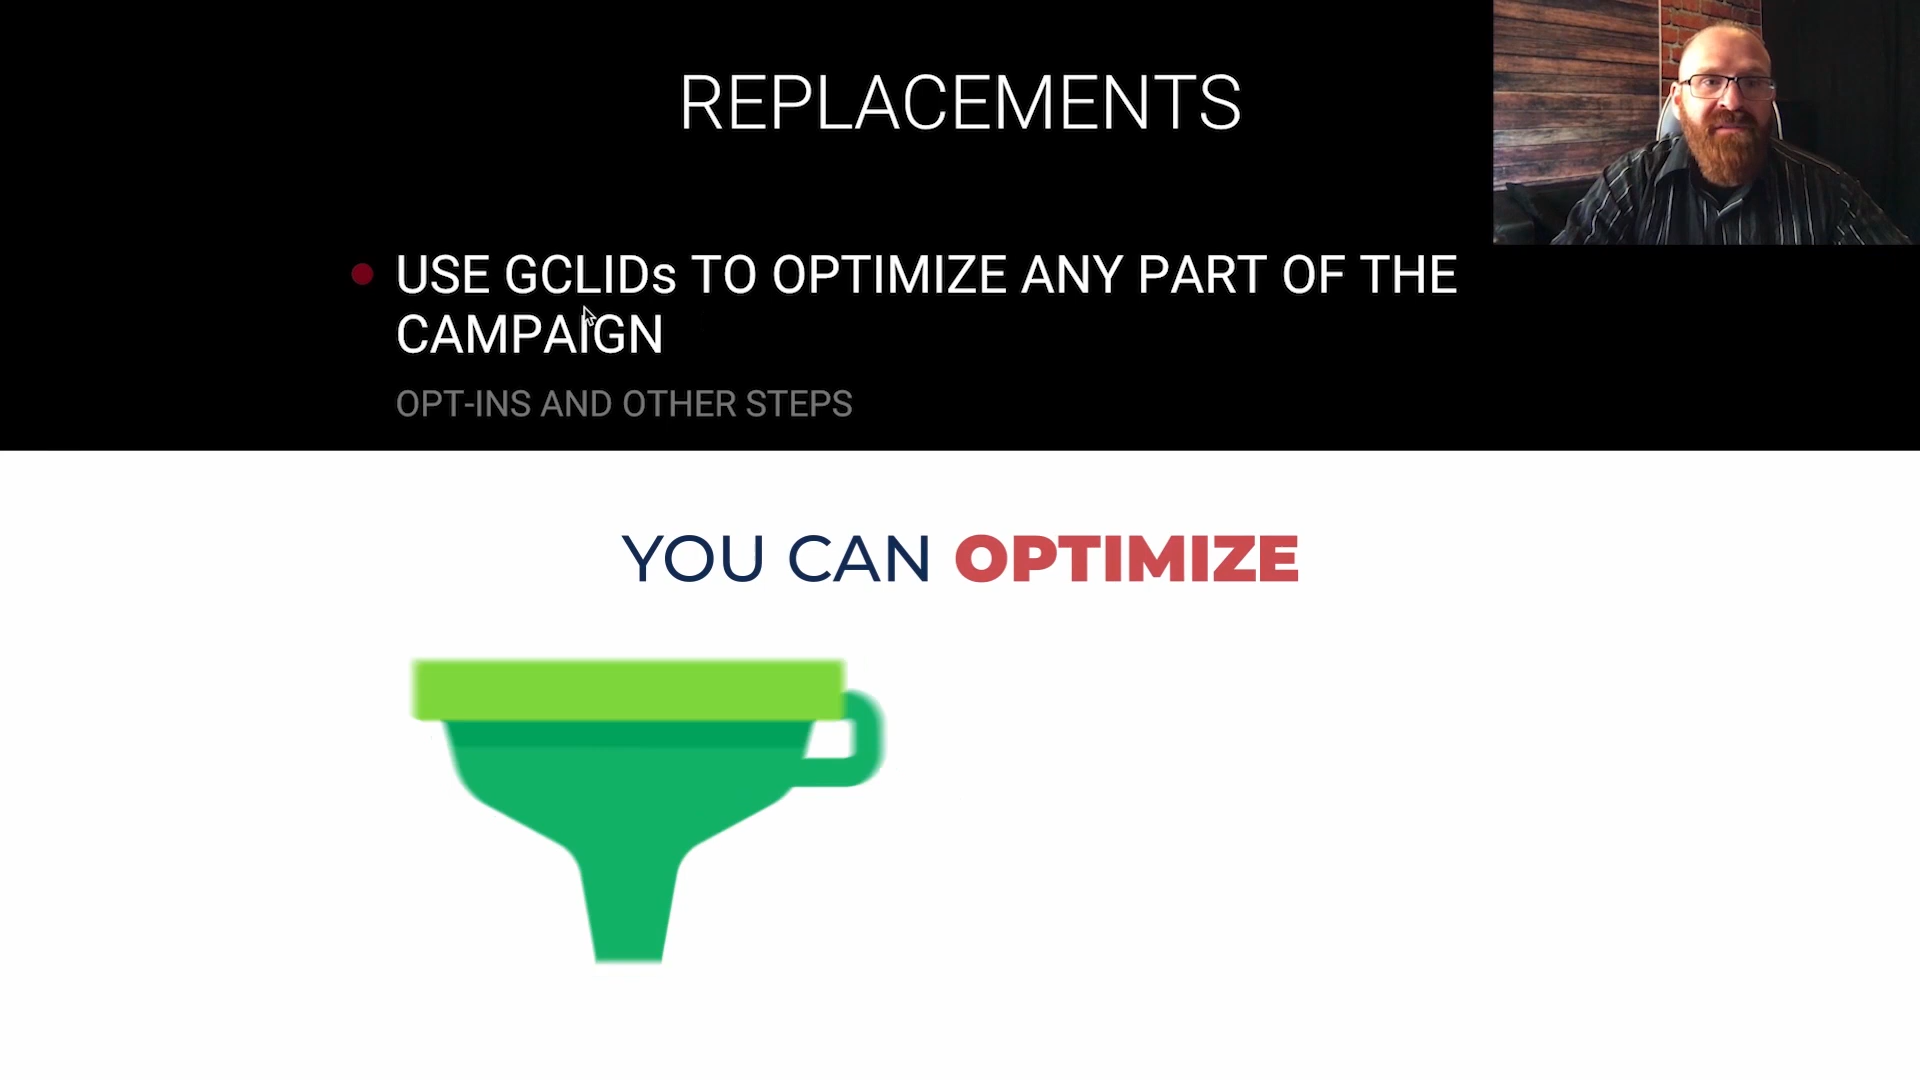 REPLACEMENTS
USE GCLIDs TO OPTIMIZE ANY PART OF THE
CAMPAIGN
OPT-INS AND OTHER STEPS
YOU CAN OPTIMIZE